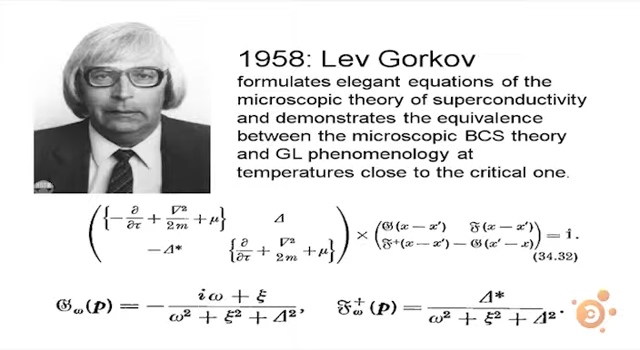 1958: Lev Gorkov
formulates elegant equations of the
microscopic theory of superconductivity
and demonstrates the equivalence
between the microscopic BCS theory
and GL phenomenology at
temperatures close to the critical one.
( {−∂/∂τ + ∇²/2m + μ}   Δ ; −Δ*   {∂/∂τ + ∇²/2m + μ} ) × ( 𝔊(x − x′)   𝔉(x − x′) ; 𝔉⁺(x − x′) − 𝔊(x′ − x) ) = i.
(34.32)
𝔊_ω(p) = − (iω + ξ)/(ω² + ξ² + Δ²),   𝔉⁺_ω(p) = Δ*/(ω² + ξ² + Δ²).